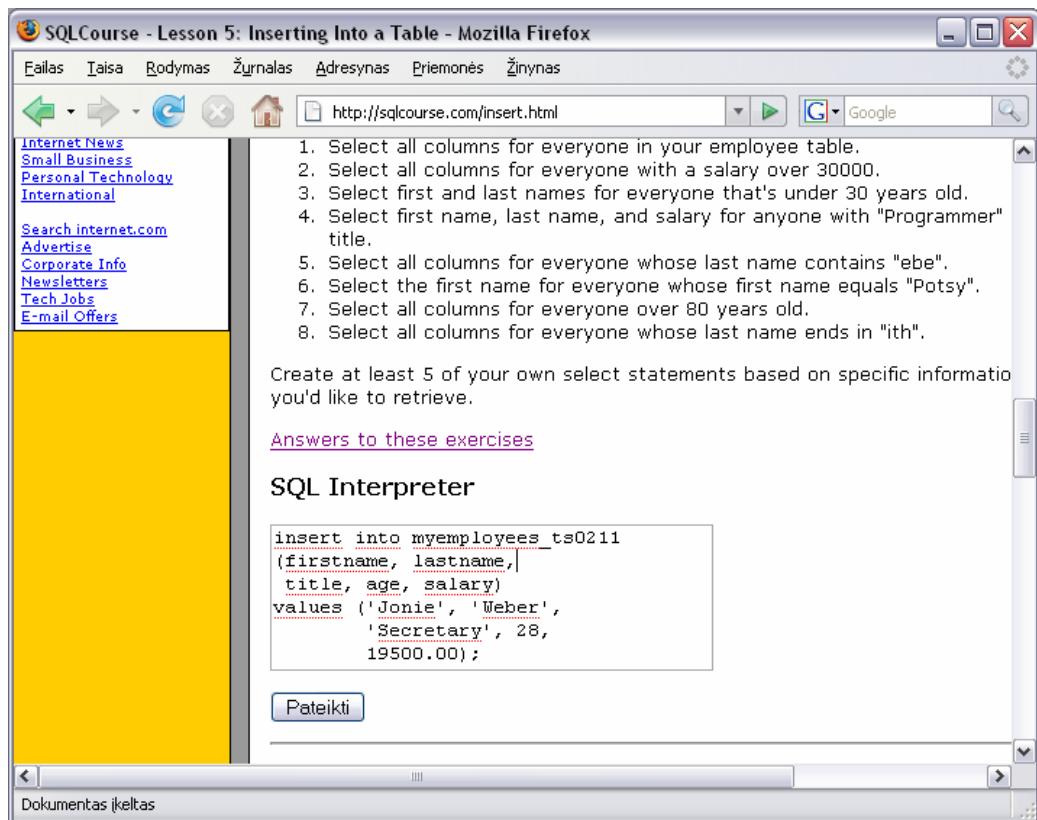 SQLCourse - Lesson 5: Inserting Into a Table - Mozilla Firefox
Failas Taisa Rodymas Žurnalas Adresynas Priemonės Žinynas
http://sqlcourse.com/insert.html
G Google
Internet News
Small Business
Personal Technology
International
Search internet.com
Advertise
Corporate Info
Newsletters
Tech Jobs
E-mail Offers
1. Select all columns for everyone in your employee table.
2. Select all columns for everyone with a salary over 30000.
3. Select first and last names for everyone that's under 30 years old.
4. Select first name, last name, and salary for anyone with "Programmer"
title.
5. Select all columns for everyone whose last name contains "ebe".
6. Select the first name for everyone whose first name equals "Potsy".
7. Select all columns for everyone over 80 years old.
8. Select all columns for everyone whose last name ends in "ith".
Create at least 5 of your own select statements based on specific informatio
you'd like to retrieve.
Answers to these exercises
SQL Interpreter
insert into myemployees_ts0211
(firstname, lastname,
title, age, salary)
values ('Jonie', 'Weber',
'Secretary', 28,
19500.00);
Pateikti
Dokumentas įkeltas